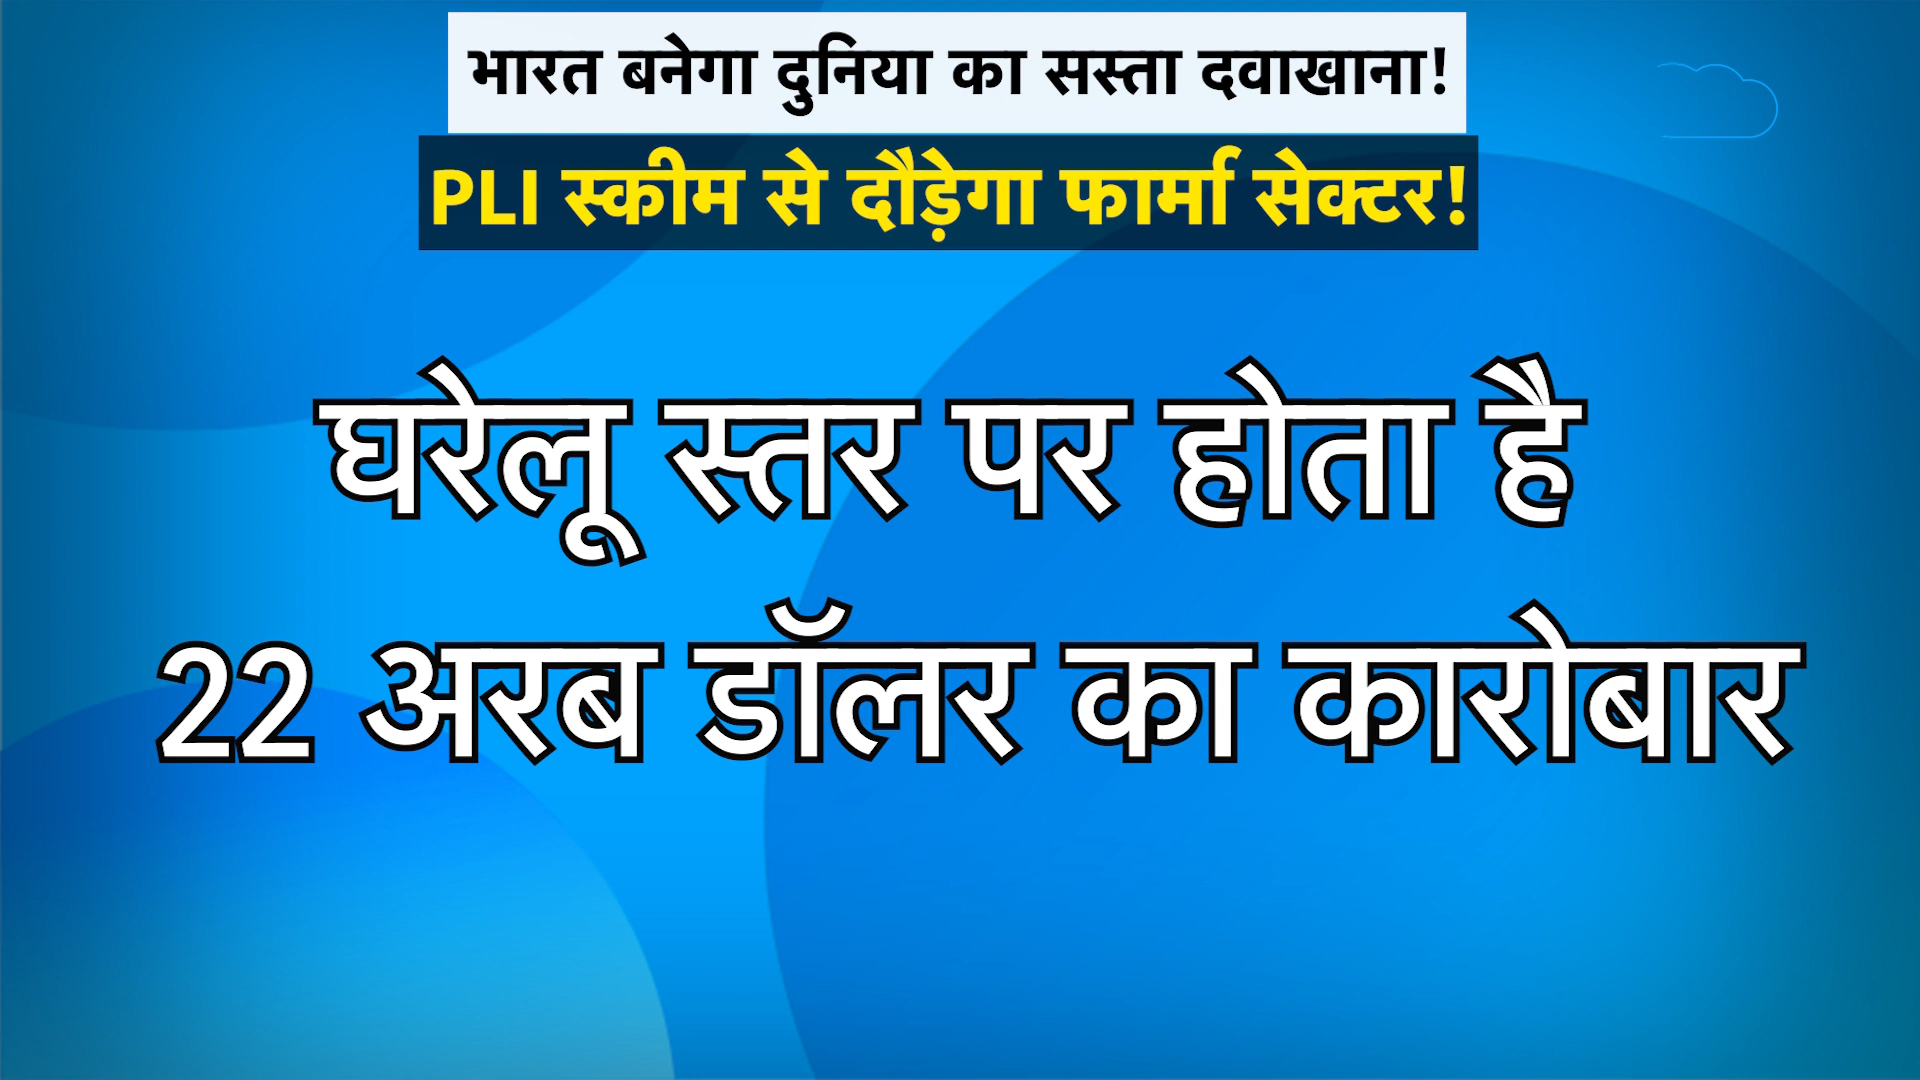 भारत बनेगा दुनिया का सस्ता दवाखाना!
PLI स्कीम से दौड़ेगा फार्मा सेक्टर!
घरेलू स्तर पर होता है
22 अरब डॉलर का कारोबार